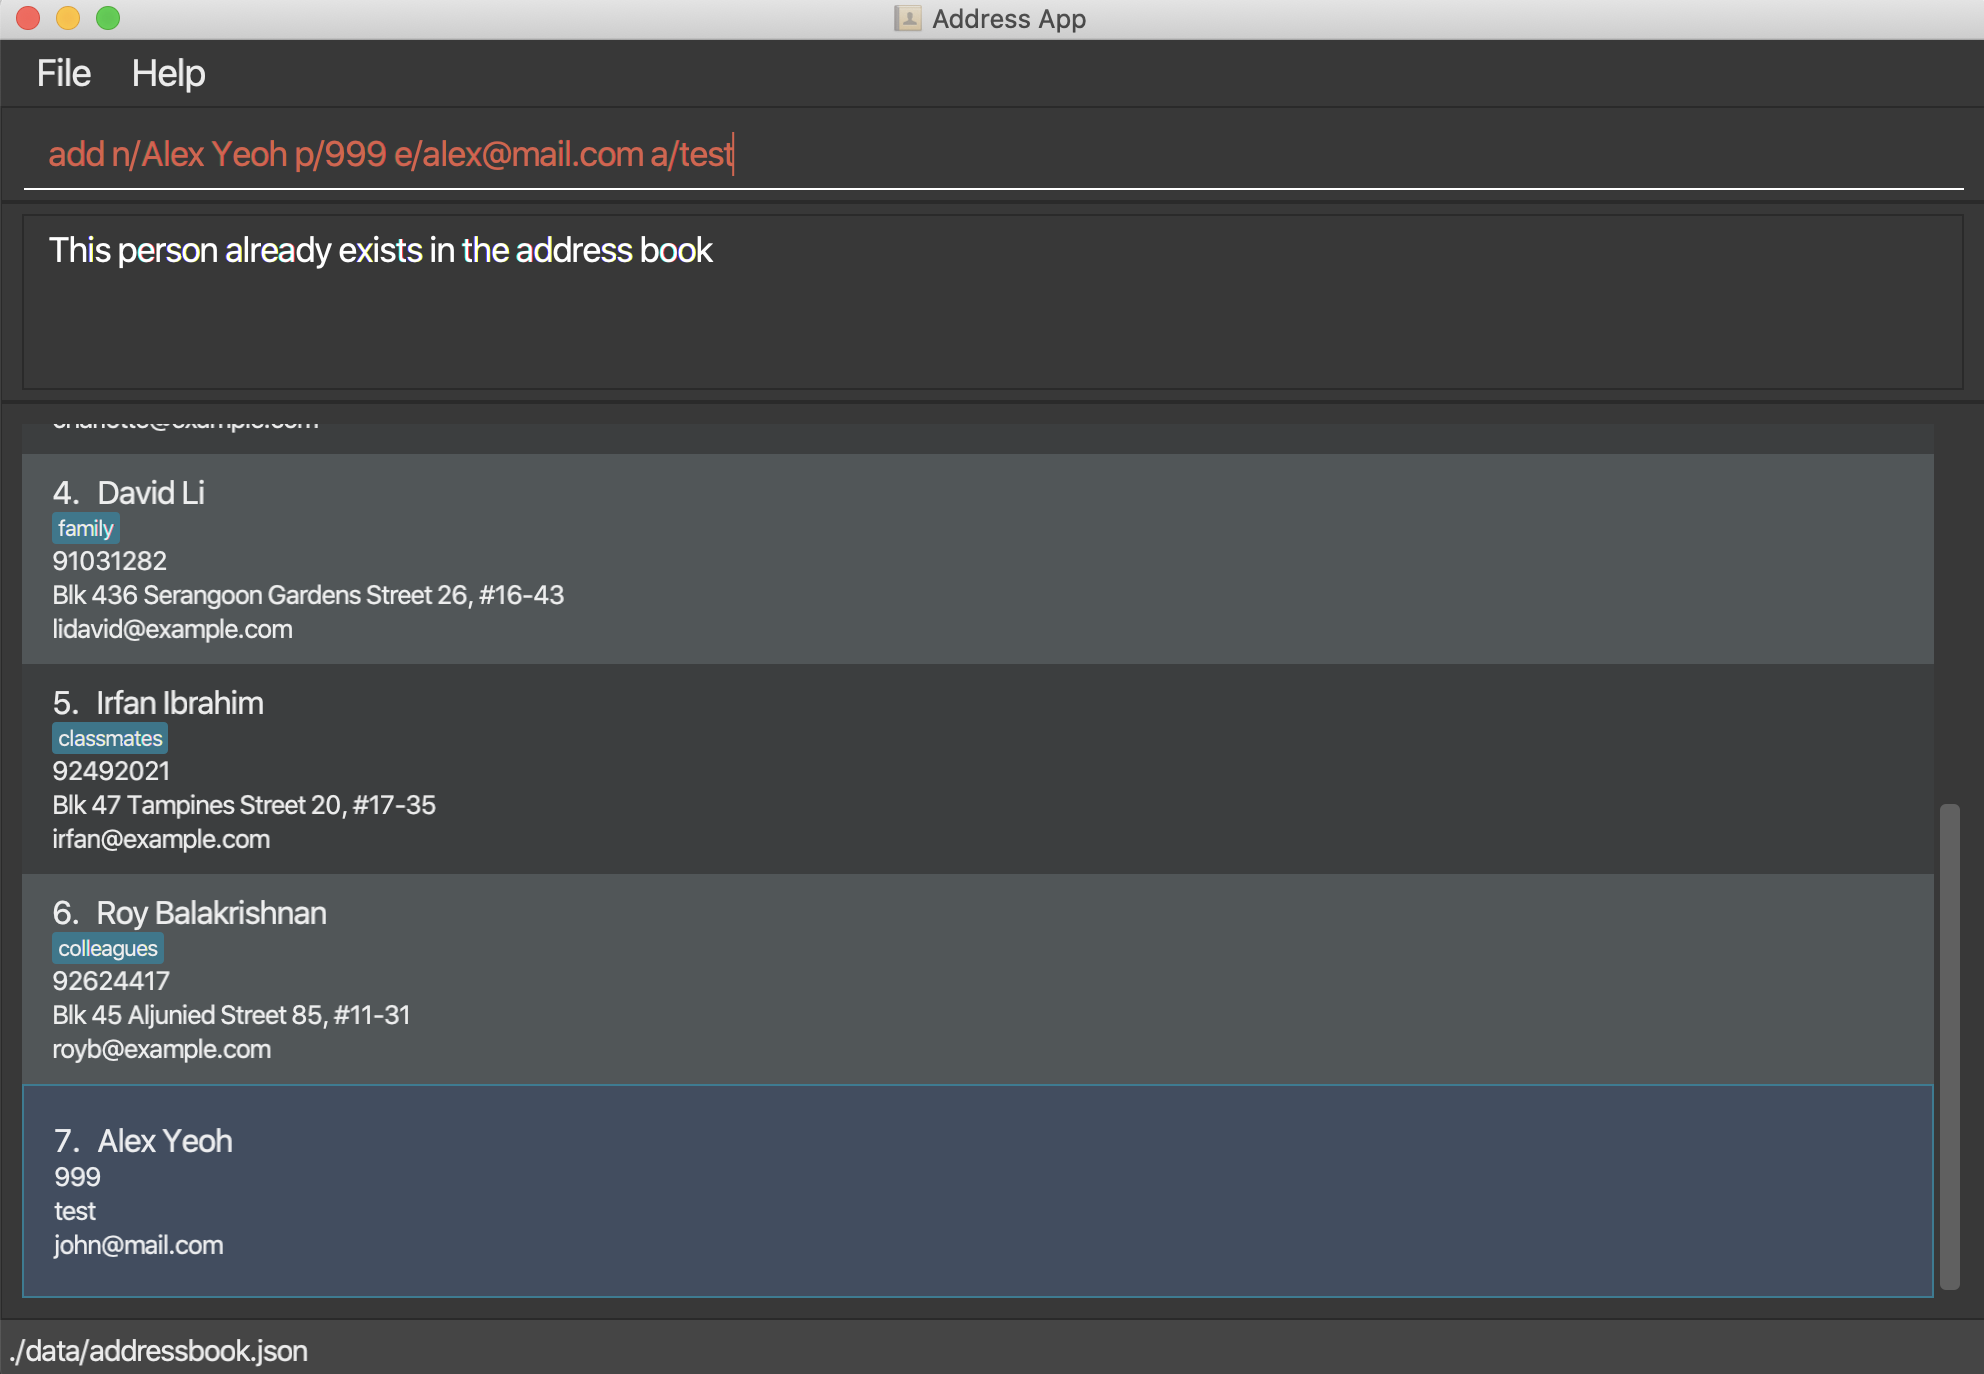 Address App
File Help
add n/Alex Yeoh p/999 e/alex@mail.com a/test
This person already exists in the address book
4. David Li
family
91031282
Blk 436 Serangoon Gardens Street 26, #16-43
lidavid@example.com
5. Irfan Ibrahim
classmates
92492021
Blk 47 Tampines Street 20, #17-35
irfan@example.com
6. Roy Balakrishnan
colleagues
92624417
Blk 45 Aljunied Street 85, #11-31
royb@example.com
7. Alex Yeoh
999
test
john@mail.com
./data/addressbook.json